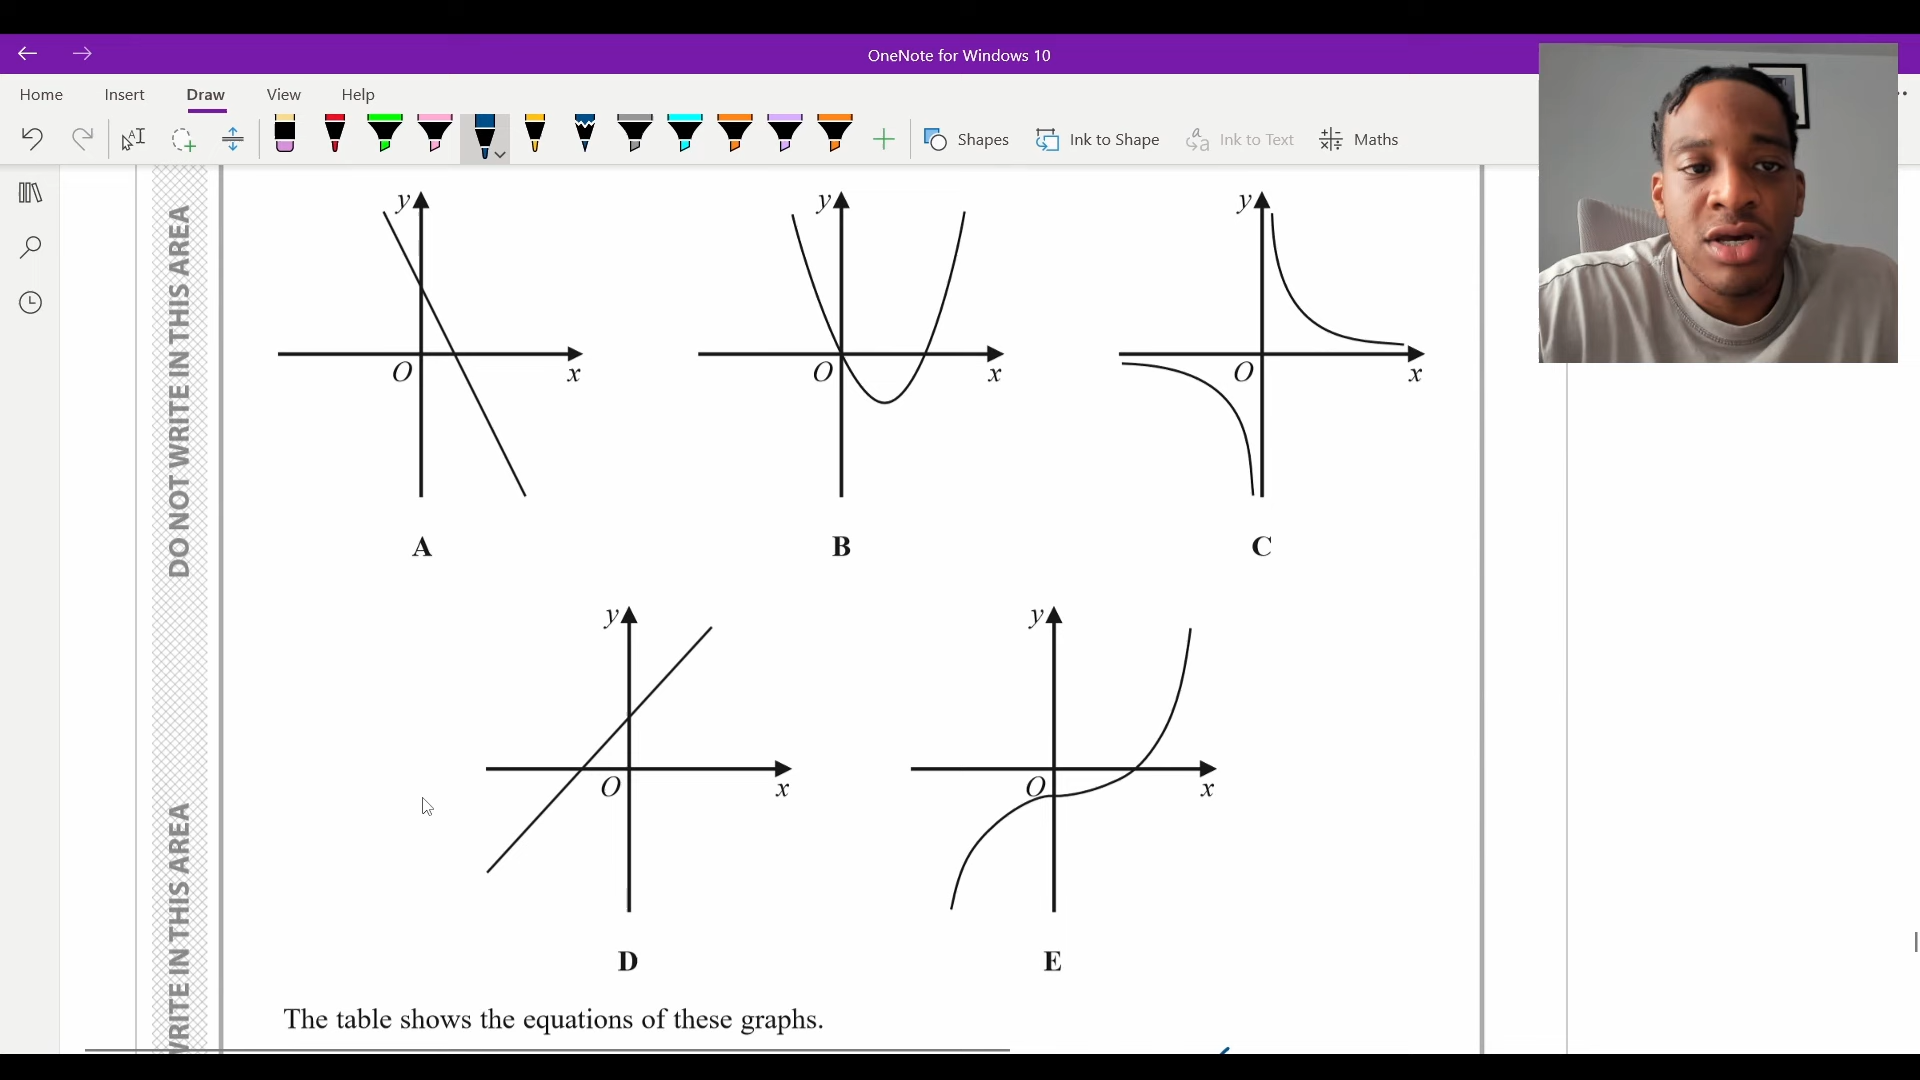 OneNote for Windows 10
Home Insert Draw View Help
Shapes Ink to Shape Ink to Text Maths
DO NOT WRITE IN THIS AREA
y y y
O x O x O x
A B C
y y
O x O x
D E
WRITE IN THIS AREA
The table shows the equations of these graphs.